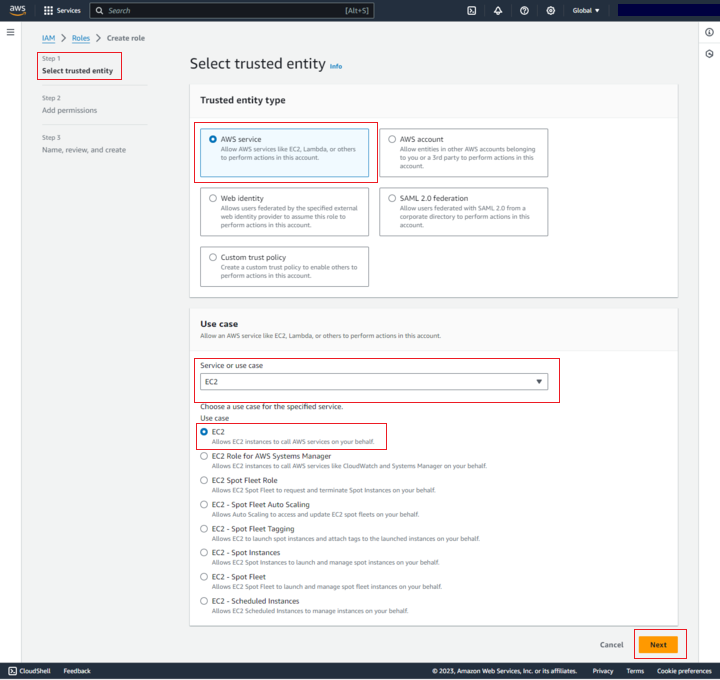 aws
Services
Search
[Alt+S]
Global
IAM
Roles
Create role
Step 1
Select trusted entity
Step 2
Add permissions
Step 3
Name, review, and create
Select trusted entity Info
Trusted entity type
AWS service
Allow AWS services like EC2, Lambda, or others
to perform actions in this account.
AWS account
Allow entities in other AWS accounts belonging
to you or a 3rd party to perform actions in this
account.
Web identity
Allows users federated by the specified external
web identity provider to assume this role to
perform actions in this account.
SAML 2.0 federation
Allow users federated with SAML 2.0 from a
corporate directory to perform actions in this
account.
Custom trust policy
Create a custom trust policy to enable others to
perform actions in this account.
Use case
Allow an AWS service like EC2, Lambda, or others to perform actions in this account.
Service or use case
EC2
Choose a use case for the specified service.
Use case
EC2
Allows EC2 instances to call AWS services on your behalf.
EC2 Role for AWS Systems Manager
Allows EC2 instances to call AWS services like CloudWatch and Systems Manager on your behalf.
EC2 Spot Fleet Role
Allows EC2 Spot Fleet to request and terminate Spot Instances on your behalf.
EC2 - Spot Fleet Auto Scaling
Allows Auto Scaling to access and update EC2 spot fleets on your behalf.
EC2 - Spot Fleet Tagging
Allows EC2 to launch spot instances and attach tags to the launched instances on your behalf.
EC2 - Spot Instances
Allows EC2 Spot Instances to launch and manage spot instances on your behalf.
EC2 - Spot Fleet
Allows EC2 Spot Fleet to launch and manage spot fleet instances on your behalf.
EC2 - Scheduled Instances
Allows EC2 Scheduled Instances to manage instances on your behalf.
Cancel
Next
CloudShell
Feedback
© 2023, Amazon Web Services, Inc. or its affiliates.
Privacy
Terms
Cookie preferences